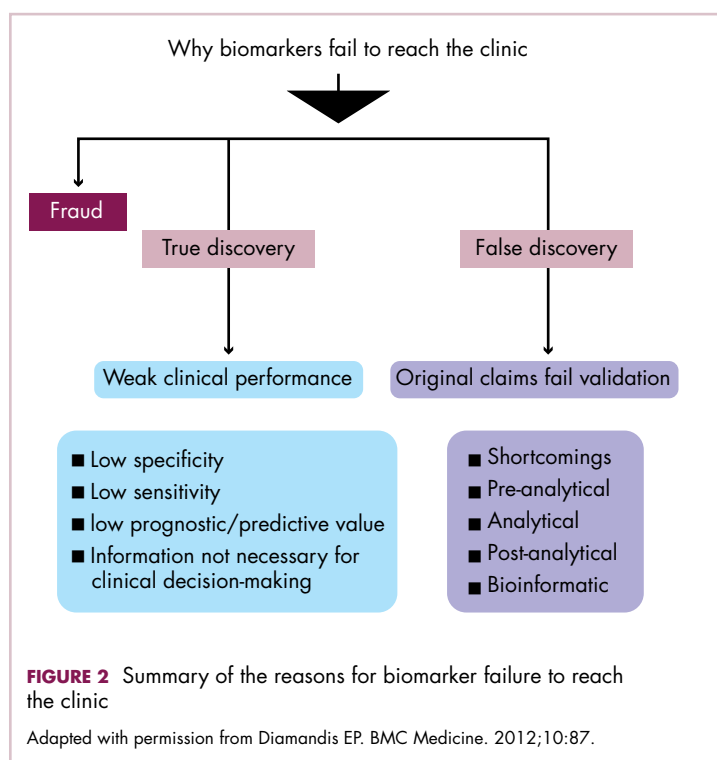 Why biomarkers fail to reach the clinic
Fraud
True discovery
False discovery
Weak clinical performance
Original claims fail validation
■ Low specificity
■ Low sensitivity
■ low prognostic/predictive value
■ Information not necessary for
clinical decision-making
■ Shortcomings
■ Pre-analytical
■ Analytical
■ Post-analytical
■ Bioinformatic
FIGURE 2 Summary of the reasons for biomarker failure to reach
the clinic
Adapted with permission from Diamandis EP. BMC Medicine. 2012;10:87.